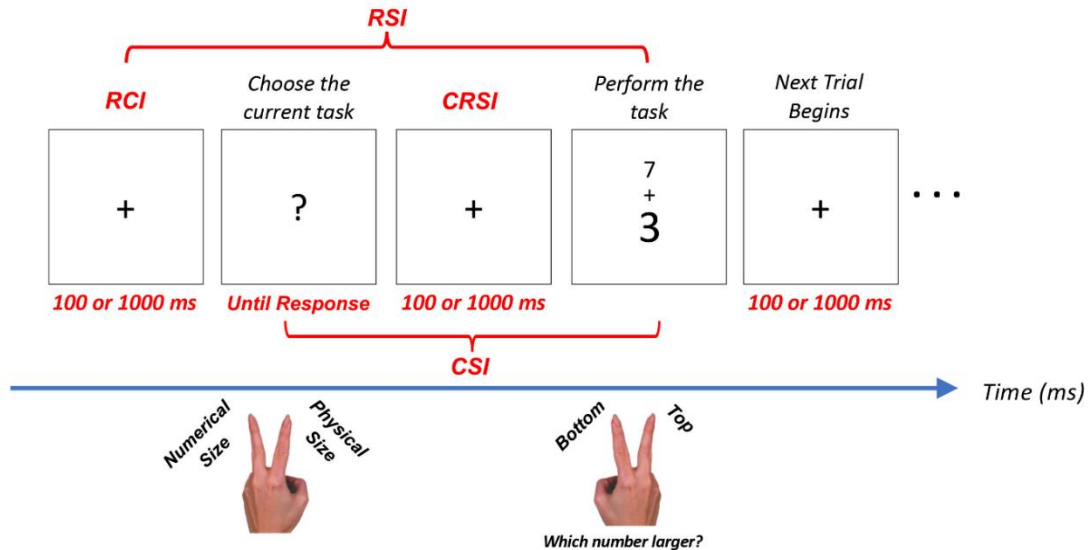 RSI
RCI
Choose the
current task
CRSI
Perform the
task
Next Trial
Begins
+
?
+
7
+
3
+
...
100 or 1000 ms
Until Response
100 or 1000 ms
100 or 1000 ms
CSI
Time (ms)
Numerical
Size
Physical
Size
Bottom
Top
Which number larger?